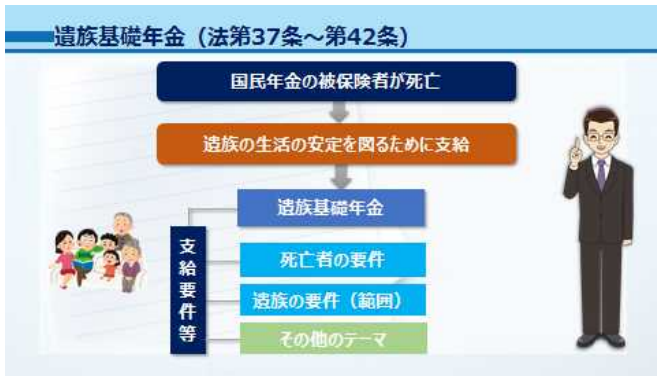 遺族基礎年金（法第37条～第42条）
国民年金の被保険者が死亡
遺族の生活の安定を図るために支給
遺族基礎年金
支給要件等
死亡者の要件
遺族の要件（範囲）
その他のテーマ